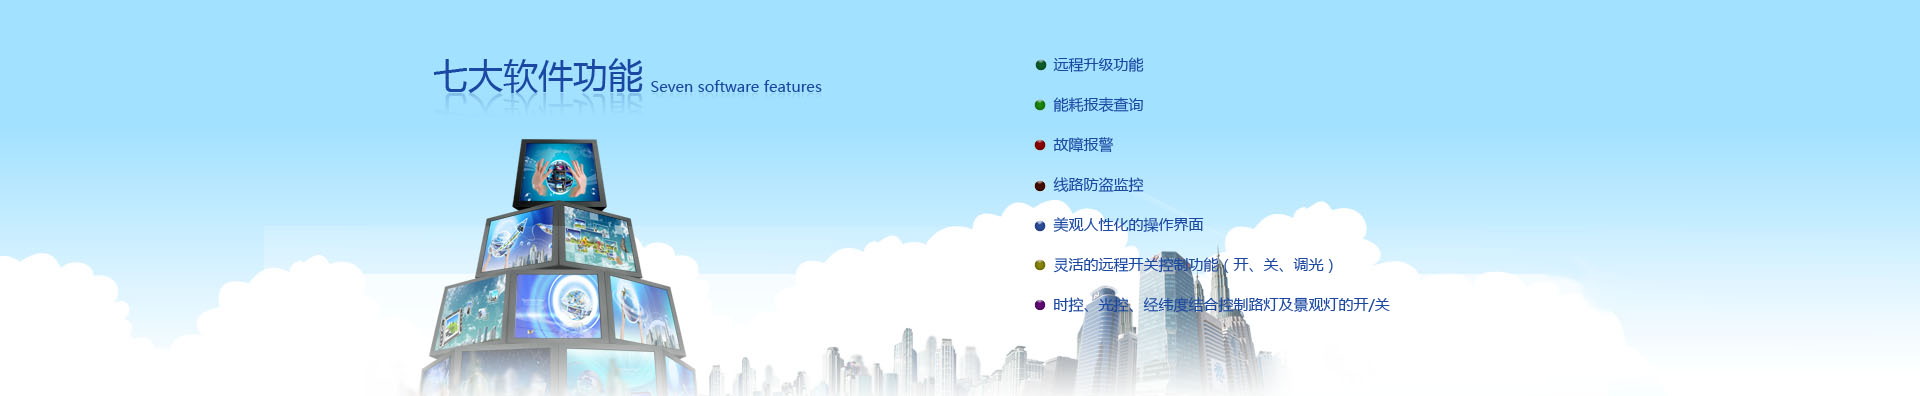 七大软件功能 Seven software features
远程升级功能
能耗报表查询
故障报警
线路防盗监控
美观人性化的操作界面
灵活的远程开关控制功能（开、关、调光）
时控、光控、经纬度结合控制路灯及景观灯的开/关